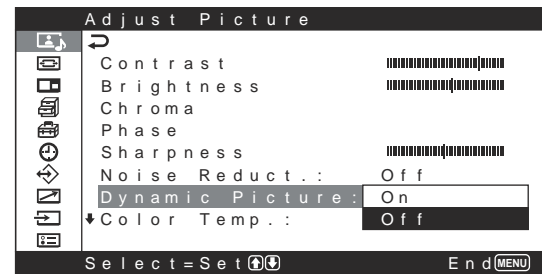 Adjust Picture
Contrast
Brightness
Chroma
Phase
Sharpness
Noise Reduct.: Off
Dynamic Picture: On
Color Temp.: Off
Select=Set End MENU